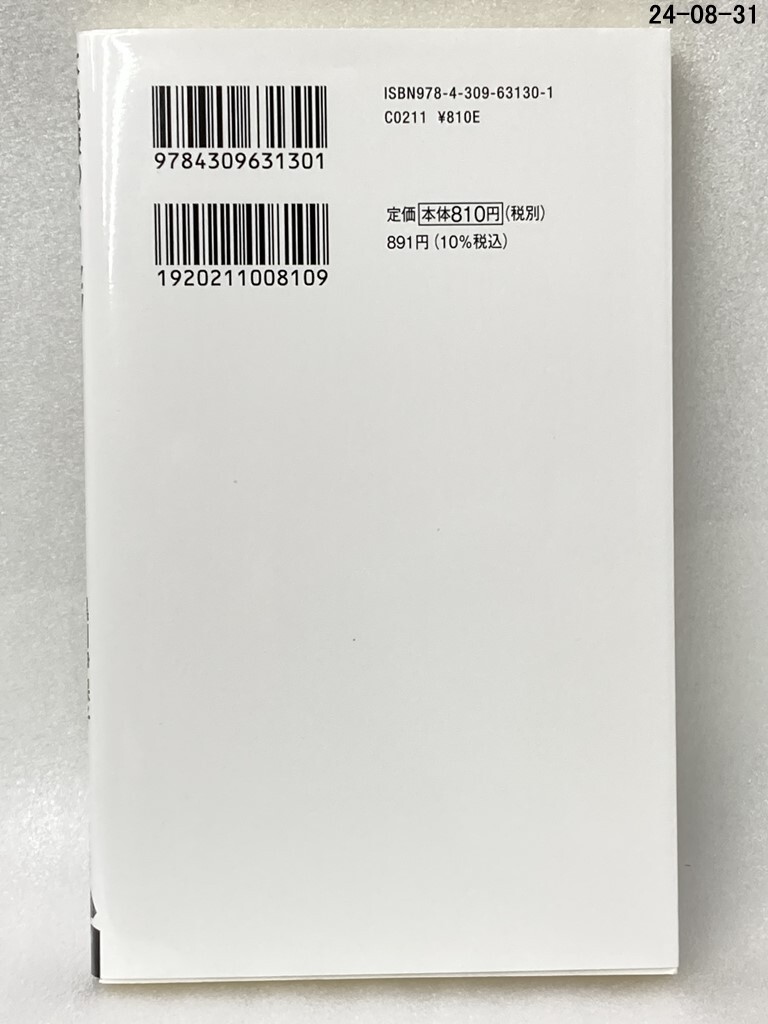 24-08-31
ISBN978-4-309-63130-1
C0211 ¥810E
9784309631301
定価 本体810円 (税別)
891円 (10%税込)
1920211008109